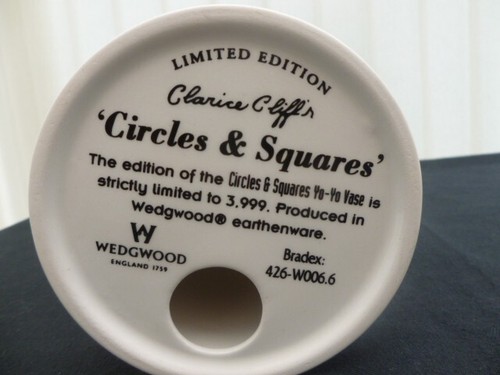 LIMITED EDITION
Clarice Cliff's
'Circles & Squares'
The edition of the Circles & Squares Yo-Yo Vase is
strictly limited to 3.999. Produced in
Wedgwood® earthenware.
W
WEDGWOOD
ENGLAND 1759
Bradex:
426-W006.6